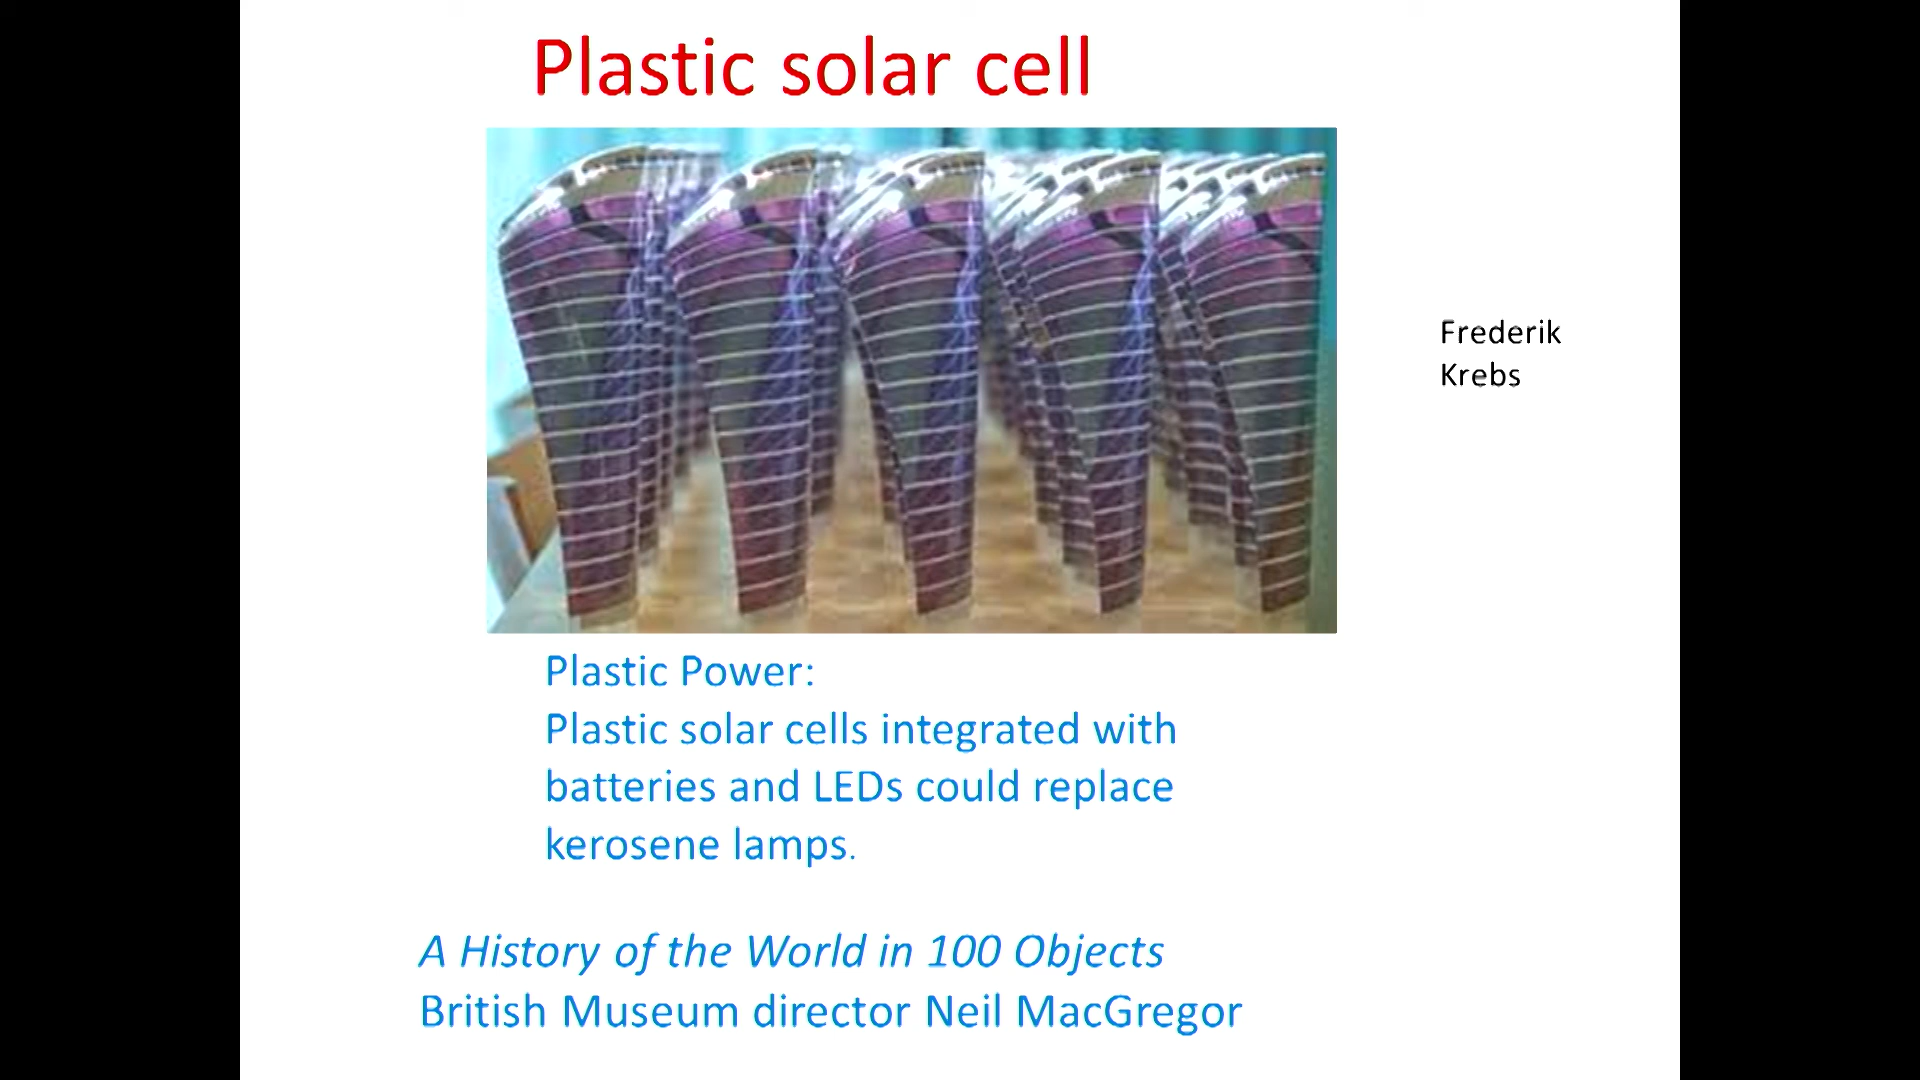 Plastic solar cell
Frederik
Krebs
Plastic Power:
Plastic solar cells integrated with
batteries and LEDs could replace
kerosene lamps.
A History of the World in 100 Objects
British Museum director Neil MacGregor